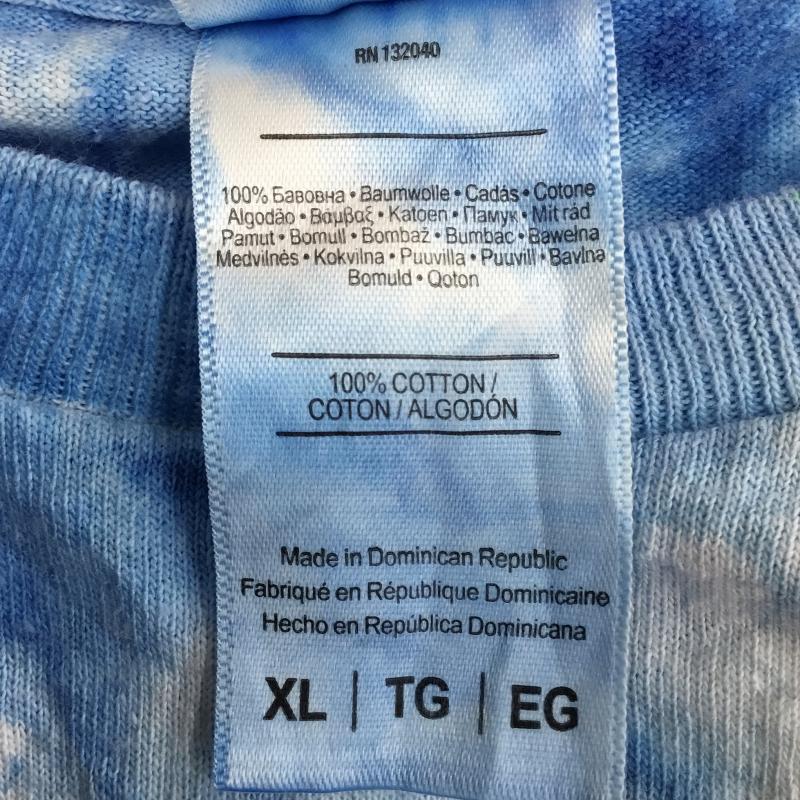 RN 132040
100% Бавовна • Baumwolle • Cadás • Cotone
Algodão • Βάμβαξ • Katoen • Памук • Mit rád
Pamut • Bomull • Bombaž • Bumbac • Bawełna
Medvilnės • Kokvilna • Puuvilla • Puuvill • Bavlna
Bomuld • Qoton
100% COTTON /
COTON / ALGODÓN
Made in Dominican Republic
Fabriqué en République Dominicaine
Hecho en República Dominicana
XL | TG | EG